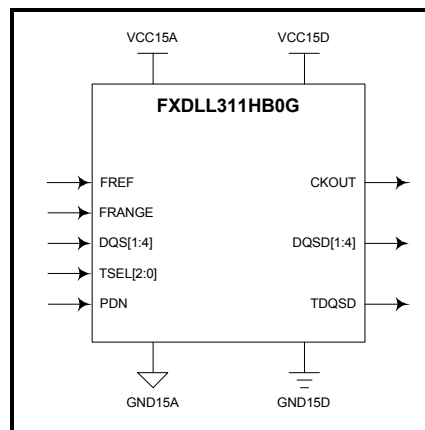 VCC15A VCC15D
FXDLL311HB0G
FREF CKOUT
FRANGE
DQS[1:4] DQSD[1:4]
TSEL[2:0]
PDN TDQSD
GND15A GND15D